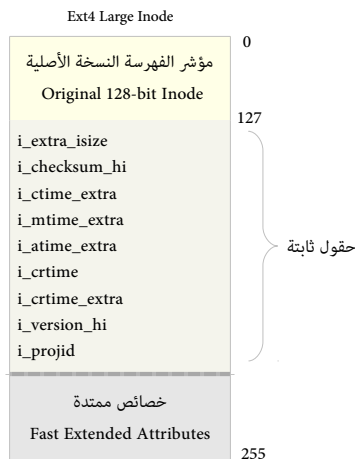 Ext4 Large Inode
0
مؤشر الفهرسة النسخة الأصلية
Original 128-bit Inode
127
i_extra_isize
i_checksum_hi
i_ctime_extra
i_mtime_extra
i_atime_extra
i_crtime
i_crtime_extra
i_version_hi
i_projid
حقول ثابتة
خصائص ممتدة
Fast Extended Attributes
255